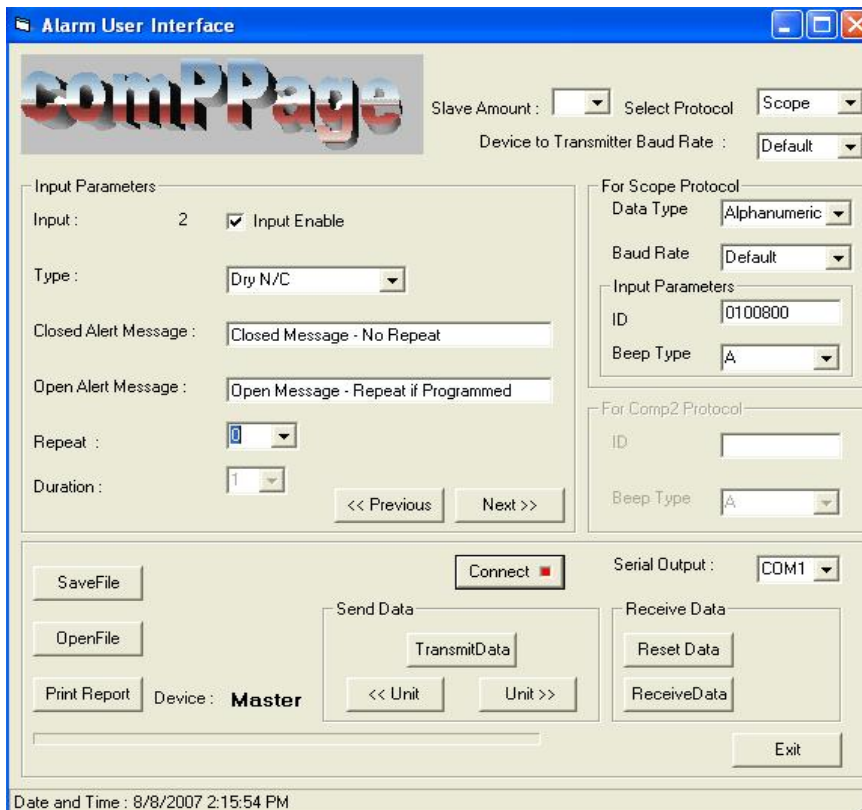 Alarm User Interface
comPPage
Slave Amount :
Select Protocol
Scope
Device to Transmitter Baud Rate :
Default
Input Parameters
Input :
2
Input Enable
Type :
Dry N/C
Closed Alert Message :
Closed Message - No Repeat
Open Alert Message :
Open Message - Repeat if Programmed
Repeat :
0
Duration :
1
<< Previous
Next >>
For Scope Protocol
Data Type
Alphanumeric
Baud Rate
Default
Input Parameters
ID
0100800
Beep Type
A
For Comp2 Protocol
ID
Beep Type
A
SaveFile
OpenFile
Print Report
Device :
Master
Connect
Serial Output :
COM1
Send Data
TransmitData
<< Unit
Unit >>
Receive Data
Reset Data
ReceiveData
Exit
Date and Time : 8/8/2007 2:15:54 PM